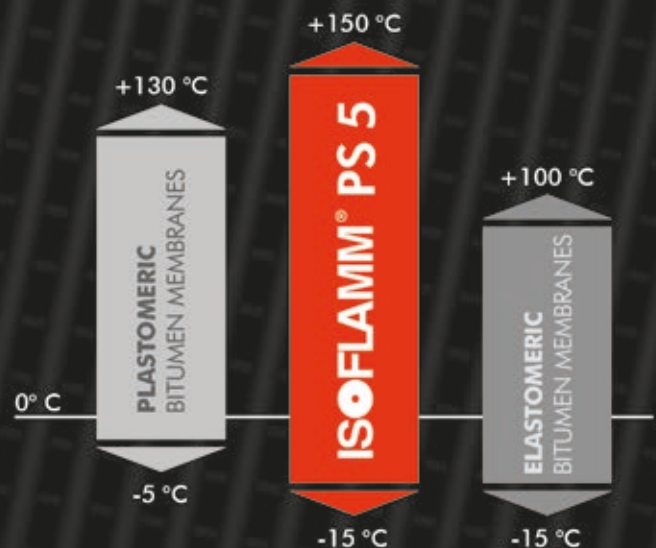 +150 °C
+130 °C
+100 °C
PLASTOMERIC
BITUMEN MEMBRANES
ISOFLAMM® PS 5
ELASTOMERIC
BITUMEN MEMBRANES
0° C
-5 °C
-15 °C
-15 °C